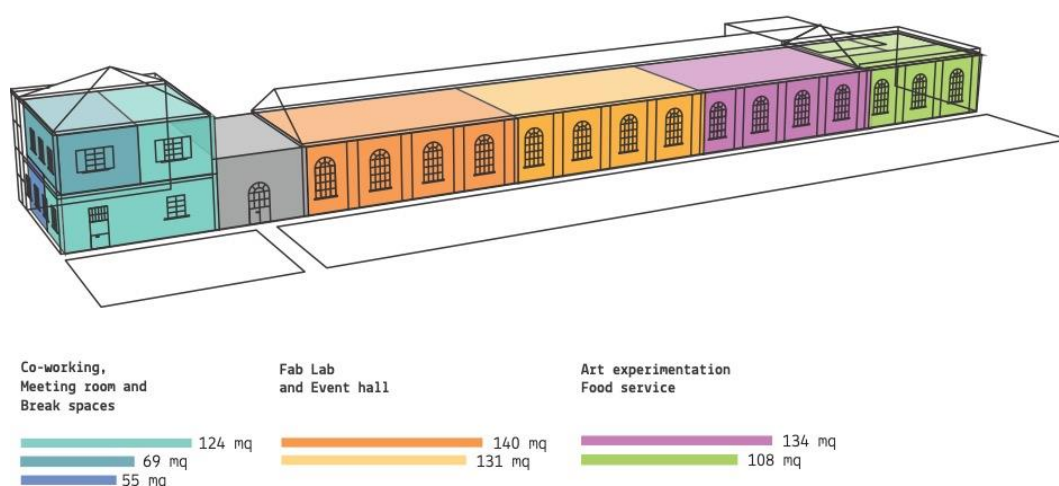 Co-working,
Meeting room and
Break spaces
124 mq
69 mq
55 mq
Fab Lab
and Event hall
140 mq
131 mq
Art experimentation
Food service
134 mq
108 mq